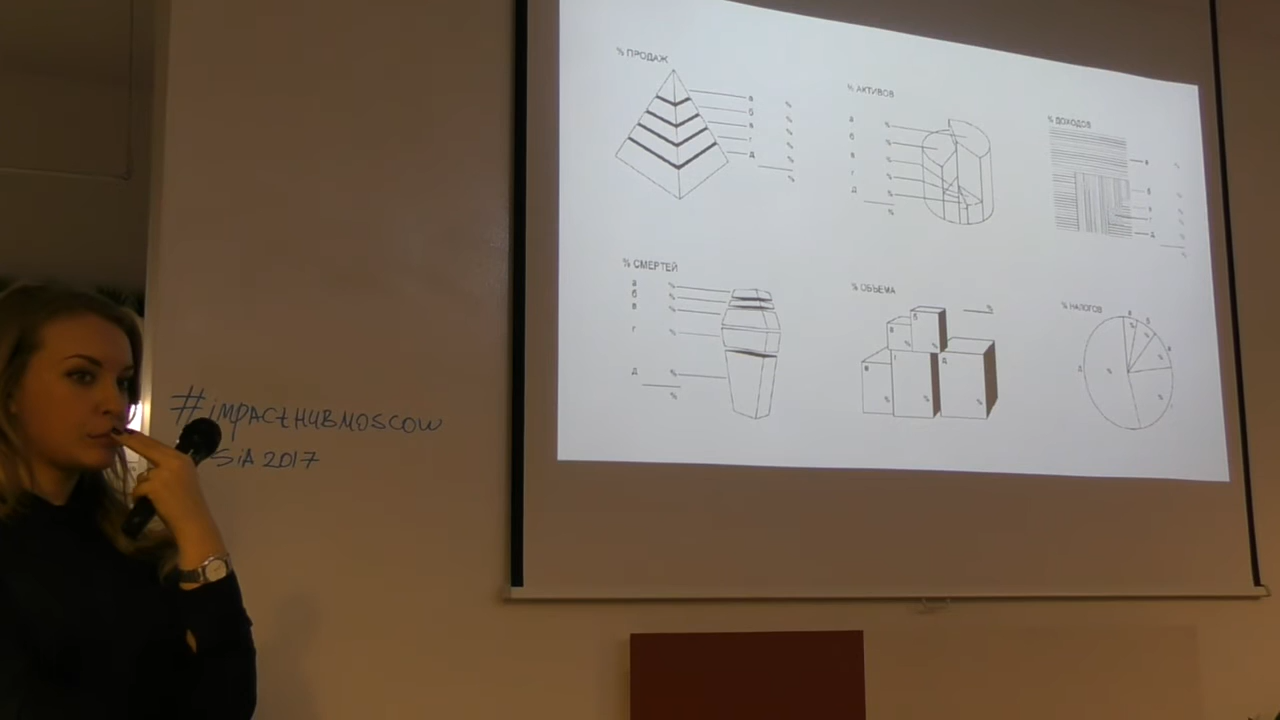 % ПРОДАЖ
а %
б %
в %
г %
д %
%
% АКТИВОВ
а %
б %
в %
г %
д %
%
% ДОХОДОВ
а %
б %
в %
г %
д %
%
% СМЕРТЕЙ
а %
б %
в %
г %
д %
%
% ОБЪЕМА
%
б
в %
а г д
% % %
% НАЛОГОВ
а б
% %
в
д % %
%
#IMPACTHUBMOSCOW
SIA 2017